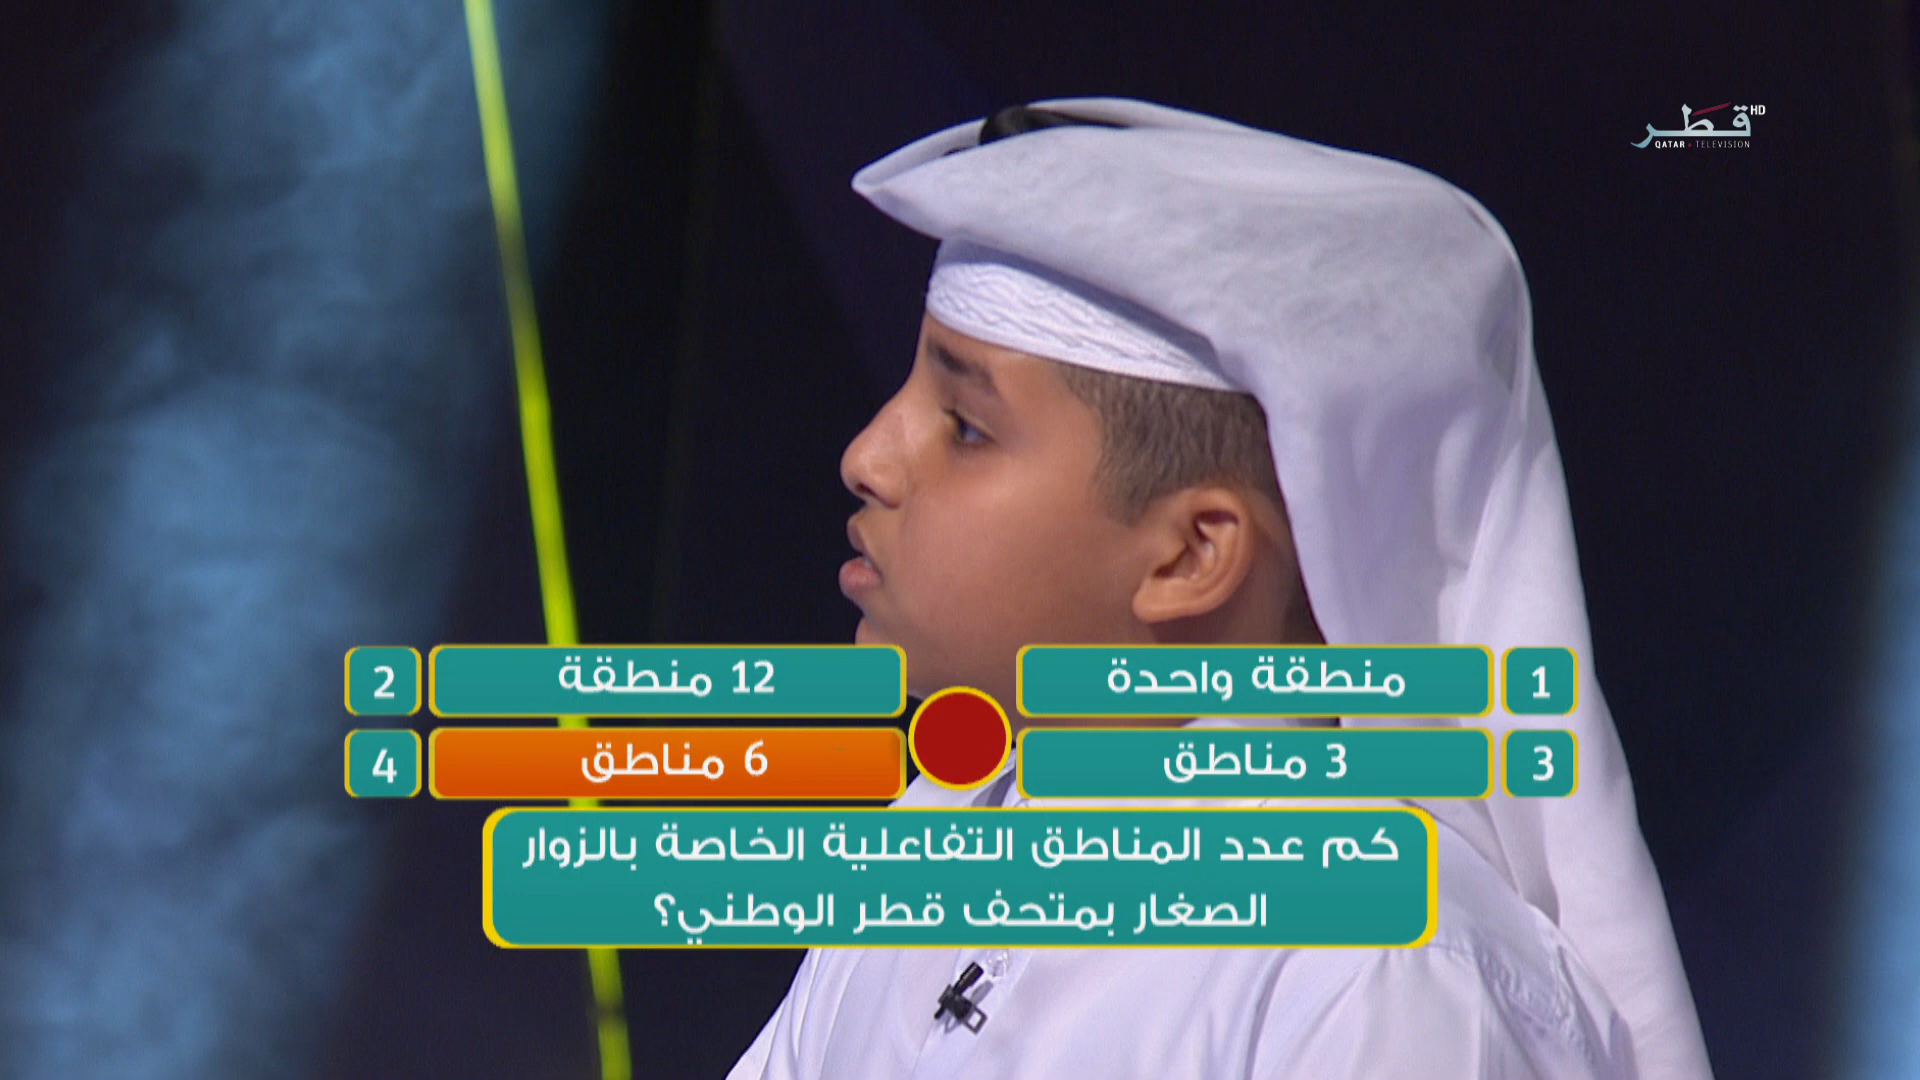 قطر HD
QATAR TELEVISION
1 منطقة واحدة
2 12 منطقة
3 3 مناطق
4 6 مناطق
كم عدد المناطق التفاعلية الخاصة بالزوار
الصغار بمتحف قطر الوطني؟